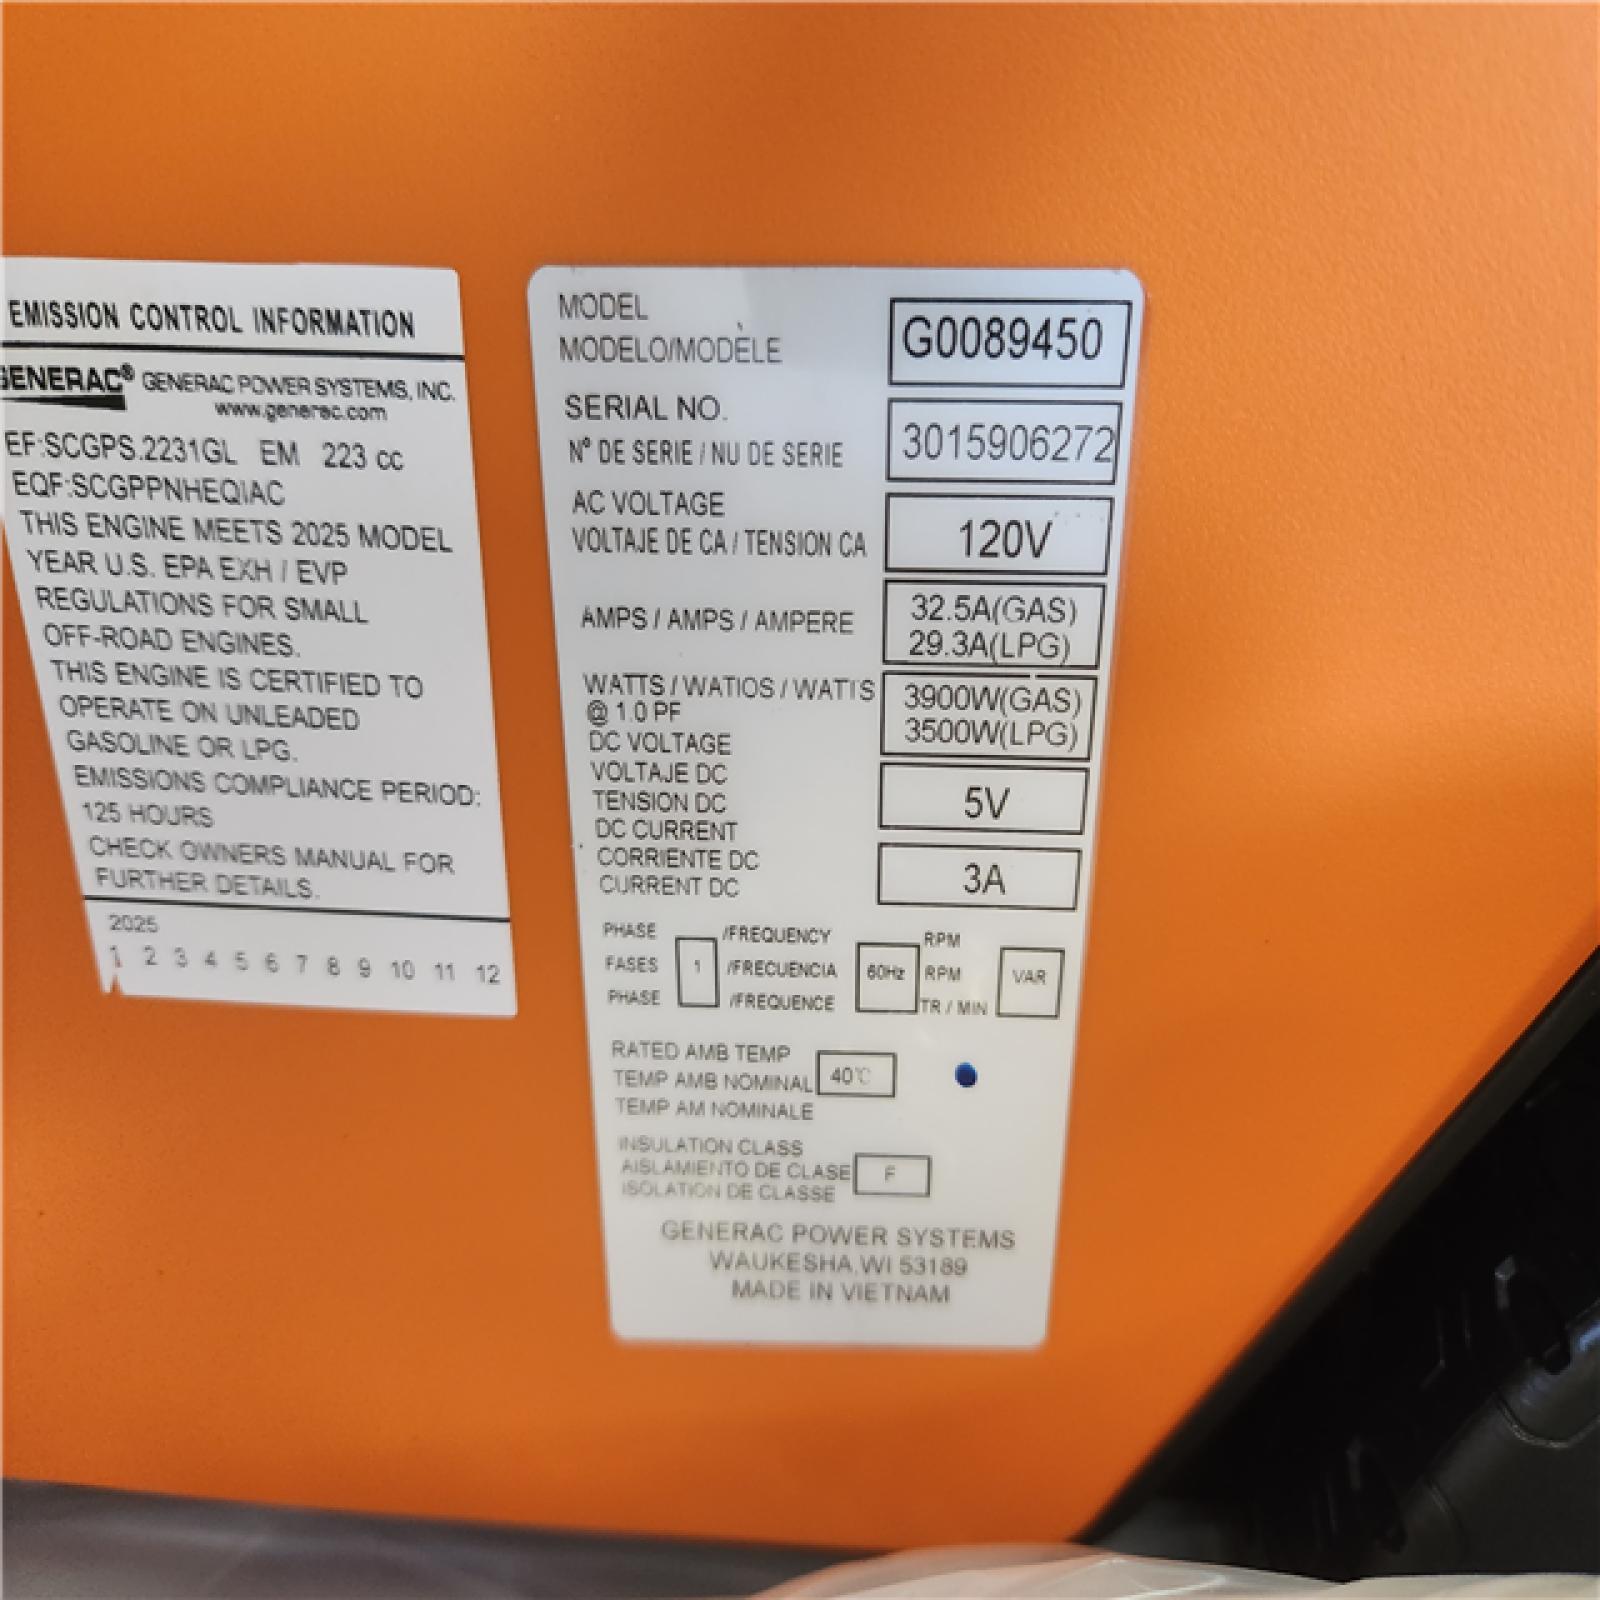 EMISSION CONTROL INFORMATION
GENERAC® GENERAC POWER SYSTEMS, INC.
www.generac.com
EF:SCGPS.2231GL EM 223 cc
EQF:SCGPPNHEQIAC
THIS ENGINE MEETS 2025 MODEL
YEAR U.S. EPA EXH / EVP
REGULATIONS FOR SMALL
OFF-ROAD ENGINES.
THIS ENGINE IS CERTIFIED TO
OPERATE ON UNLEADED
GASOLINE OR LPG.
EMISSIONS COMPLIANCE PERIOD:
125 HOURS
CHECK OWNERS MANUAL FOR
FURTHER DETAILS.
2025
1 2 3 4 5 6 7 8 9 10 11 12
MODEL
MODELO/MODÈLE
G0089450
SERIAL NO.
Nº DE SERIE / NU DE SERIE
3015906272
AC VOLTAGE
VOLTAJE DE CA / TENSION CA
120V
AMPS / AMPS / AMPERE
32.5A(GAS)
29.3A(LPG)
WATTS / WATIOS / WATTS
@ 1.0 PF
3900W(GAS)
3500W(LPG)
DC VOLTAGE
VOLTAJE DC
TENSION DC
5V
DC CURRENT
CORRIENTE DC
CURRENT DC
3A
PHASE
FASES
PHASE
1
/FREQUENCY
/FRECUENCIA
/FREQUENCE
60Hz
RPM
RPM
TR / MIN
VAR
RATED AMB TEMP
TEMP AMB NOMINAL
TEMP AM NOMINALE
40℃
INSULATION CLASS
AISLAMIENTO DE CLASE
ISOLATION DE CLASSE
F
GENERAC POWER SYSTEMS
WAUKESHA,WI 53189
MADE IN VIETNAM